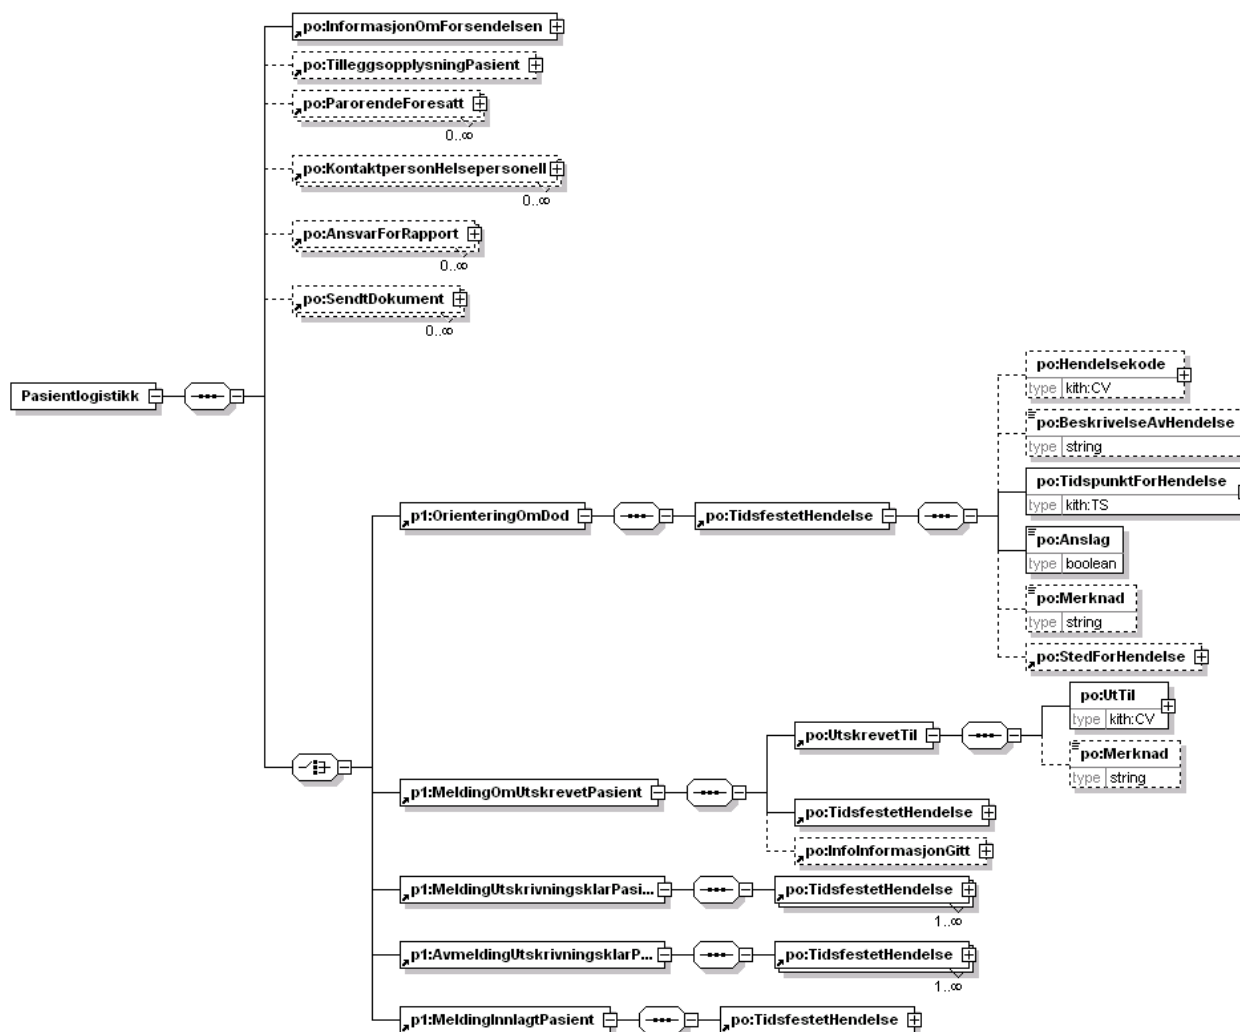 po:InformasjonOmForsendelsen
po:TilleggsopplysningPasient
po:ParorendeForesatt
0..∞
po:KontaktpersonHelsepersonell
0..∞
po:AnsvarForRapport
0..∞
po:SendtDokument
0..∞
Pasientlogistikk
po:Hendelsekode
type kith:CV
po:BeskrivelseAvHendelse
type string
po:TidspunktForHendelse
type kith:TS
p1:OrienteringOmDod
po:TidsfestetHendelse
po:Anslag
type boolean
po:Merknad
type string
po:StedForHendelse
po:UtTil
type kith:CV
po:UtskrevetTil
po:Merknad
type string
p1:MeldingOmUtskrevetPasient
po:TidsfestetHendelse
po:InfoInformasjonGitt
p1:MeldingUtskrivningsklarPasi...
po:TidsfestetHendelse
1..∞
p1:AvmeldingUtskrivningsklarP...
po:TidsfestetHendelse
1..∞
p1:MeldingInnlagtPasient
po:TidsfestetHendelse